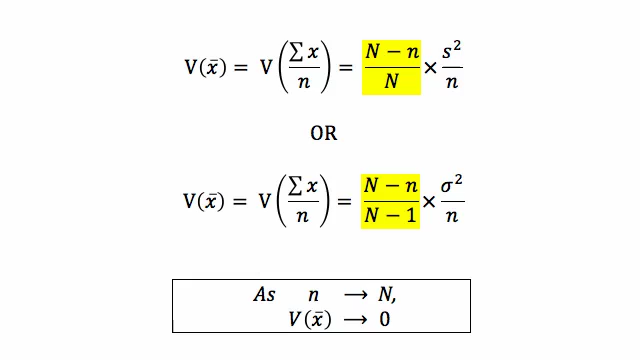 V(x̄) = V(∑x/n) = (N − n)/N × s²/n
OR
V(x̄) = V(∑x/n) = (N − n)/(N − 1) × σ²/n
As n ⟶ N,
V(x̄) ⟶ 0